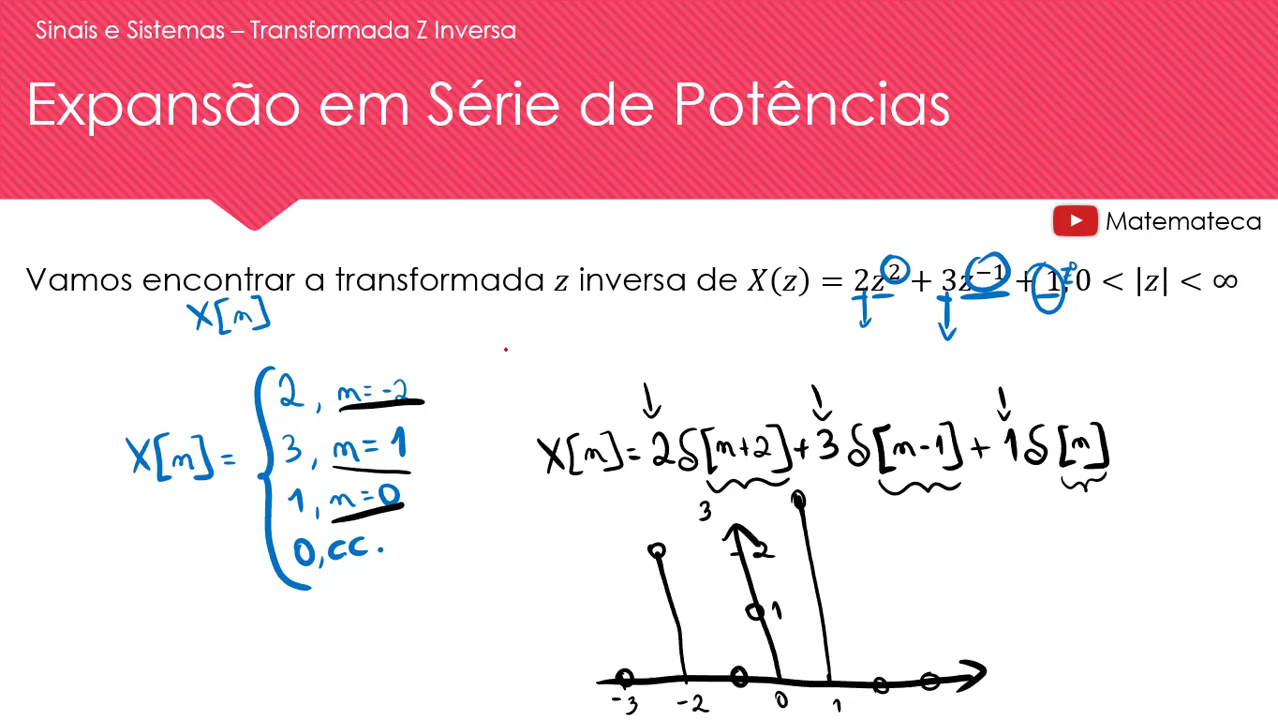 Sinais e Sistemas – Transformada Z Inversa
Expansão em Série de Potências
Matemateca
Vamos encontrar a transformada z inversa de X(z) = 2z² + 3z⁻¹ + 1z⁰, 0 < |z| < ∞
X[n]
X[n] = { 2, n=-2
3, n=1
1, n=0
0, cc.
X[n] = 2δ[n+2] + 3δ[n-1] + 1δ[n]
3
2
1
-3 -2 0 1